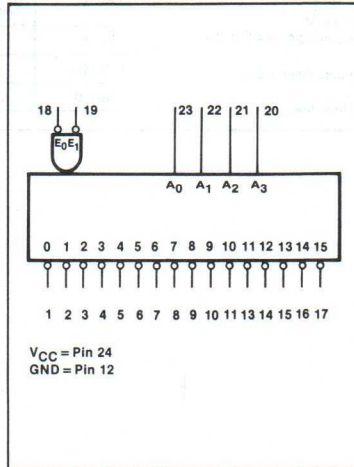 18 19 23 22 21 20
E0 E1 A0 A1 A2 A3
0 1 2 3 4 5 6 7 8 9 10 11 12 13 14 15
1 2 3 4 5 6 7 8 9 10 11 13 14 15 16 17
VCC = Pin 24
GND = Pin 12